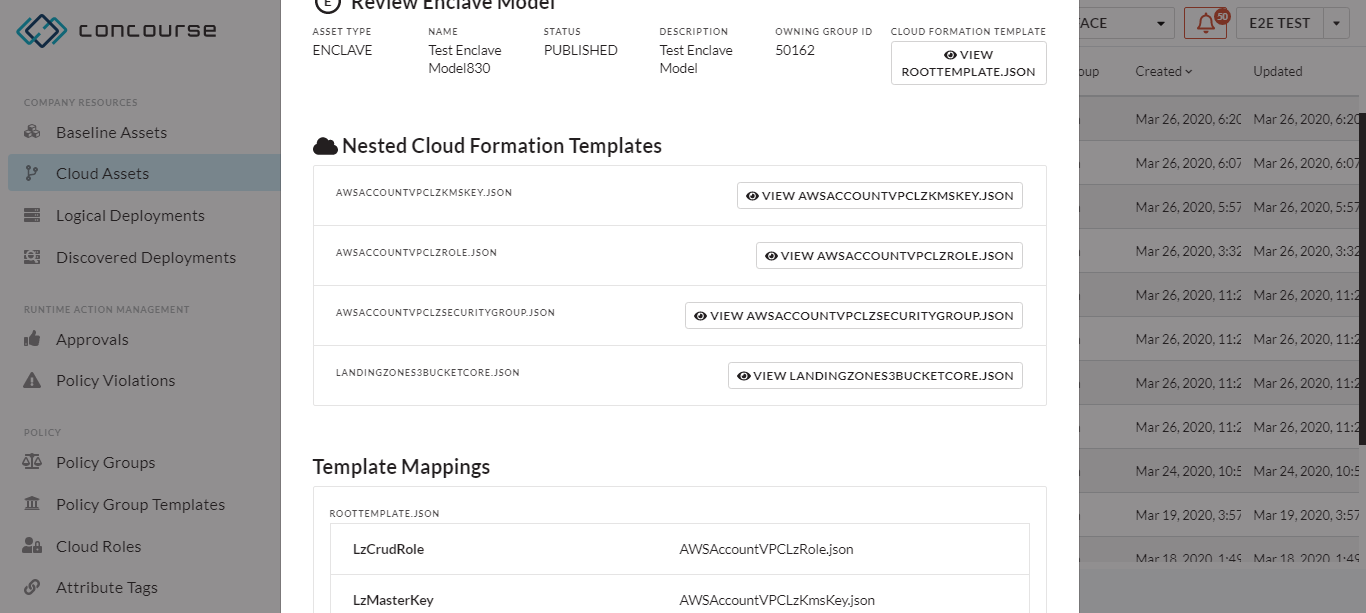 concourse
COMPANY RESOURCES
Baseline Assets
Cloud Assets
Logical Deployments
Discovered Deployments
RUNTIME ACTION MANAGEMENT
Approvals
Policy Violations
POLICY
Policy Groups
Policy Group Templates
Cloud Roles
Attribute Tags
E Review Enclave Model
ASSET TYPE
ENCLAVE
NAME
Test Enclave
Model830
STATUS
PUBLISHED
DESCRIPTION
Test Enclave
Model
OWNING GROUP ID
50162
CLOUD FORMATION TEMPLATE
VIEW
ROOTTEMPLATE.JSON
Nested Cloud Formation Templates
AWSACCOUNTVPCLZKMSKEY.JSON
VIEW AWSACCOUNTVPCLZKMSKEY.JSON
AWSACCOUNTVPCLZROLE.JSON
VIEW AWSACCOUNTVPCLZROLE.JSON
AWSACCOUNTVPCLZSECURITYGROUP.JSON
VIEW AWSACCOUNTVPCLZSECURITYGROUP.JSON
LANDINGZONES3BUCKETCORE.JSON
VIEW LANDINGZONES3BUCKETCORE.JSON
Template Mappings
ROOTTEMPLATE.JSON
LzCrudRole AWSAccountVPCLzRole.json
LzMasterKey AWSAccountVPCLzKmsKey.json
FACE
50
E2E TEST
oup Created Updated
Mar 26, 2020, 6:20 Mar 26, 2020, 6:20
Mar 26, 2020, 6:07 Mar 26, 2020, 6:07
Mar 26, 2020, 5:57 Mar 26, 2020, 5:57
Mar 26, 2020, 3:32 Mar 26, 2020, 3:32
Mar 26, 2020, 11:2 Mar 26, 2020, 11:2
Mar 26, 2020, 11:2 Mar 26, 2020, 11:2
Mar 26, 2020, 11:2 Mar 26, 2020, 11:2
Mar 26, 2020, 11:2 Mar 26, 2020, 11:2
Mar 24, 2020, 10:5 Mar 24, 2020, 10:5
Mar 19, 2020, 3:57 Mar 19, 2020, 3:57
Mar 18, 2020, 1:49 Mar 18, 2020, 1:49